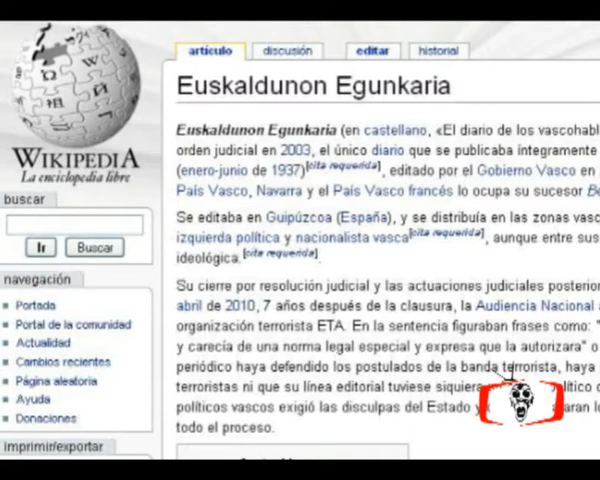 WIKIPEDIA
La enciclopedia libre
buscar
Ir Buscar
navegación
Portada
Portal de la comunidad
Actualidad
Cambios recientes
Página aleatoria
Ayuda
Donaciones
imprimir/exportar
artículo discusión editar historial
Euskaldunon Egunkaria
Euskaldunon Egunkaria (en castellano, «El diario de los vascohabl
orden judicial en 2003, el único diario que se publicaba íntegramente
(enero-junio de 1937)[cita requerida], editado por el Gobierno Vasco en
País Vasco, Navarra y el País Vasco francés lo ocupa su sucesor Be
Se editaba en Guipúzcoa (España), y se distribuía en las zonas vasc
izquierda política y nacionalista vasca[cita requerida], aunque entre sus
ideológica.[cita requerida].
Su cierre por resolución judicial y las actuaciones judiciales posterior
abril de 2010, 7 años después de la clausura, la Audiencia Nacional
organización terrorista ETA. En la sentencia figuraban frases como: "
y carecía de una norma legal especial y expresa que la autorizara" o
periódico haya defendido los postulados de la banda terrorista, haya
terroristas ni que su línea editorial tuviese siquiera lítico
políticos vascos exigió las disculpas del Estado y aran lo
todo el proceso.